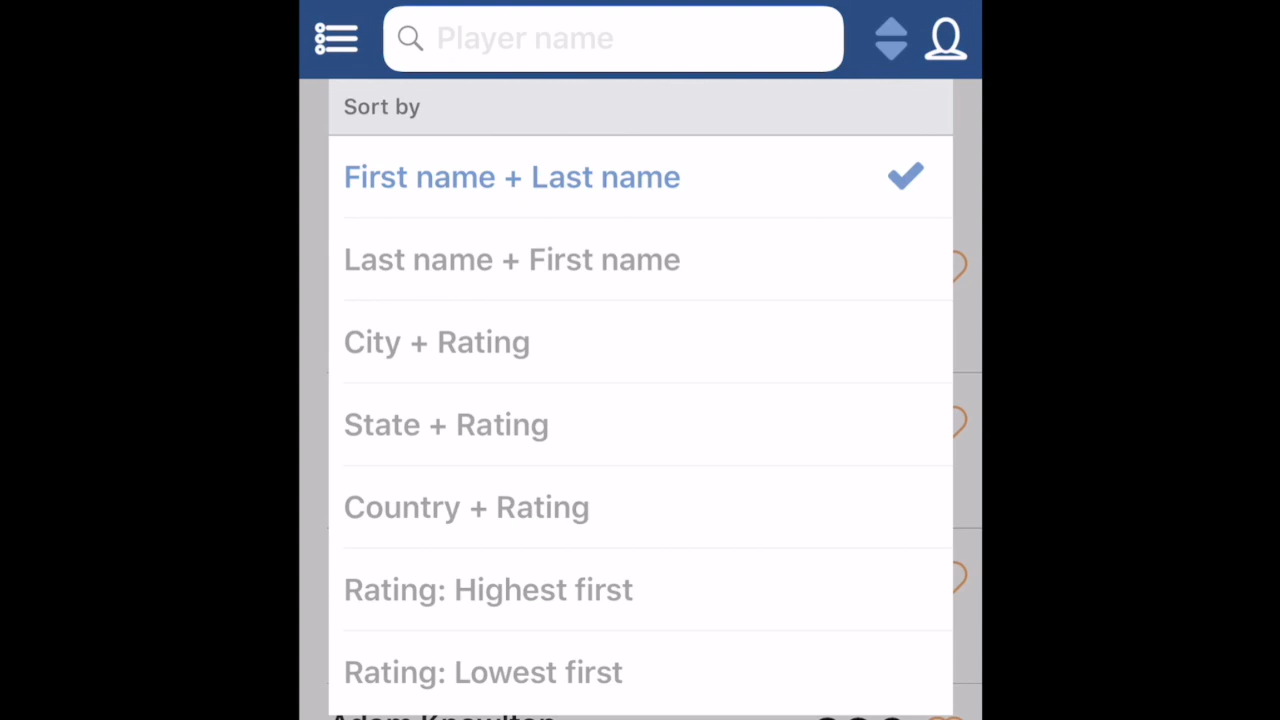 Player name
Sort by
First name + Last name
Last name + First name
City + Rating
State + Rating
Country + Rating
Rating: Highest first
Rating: Lowest first